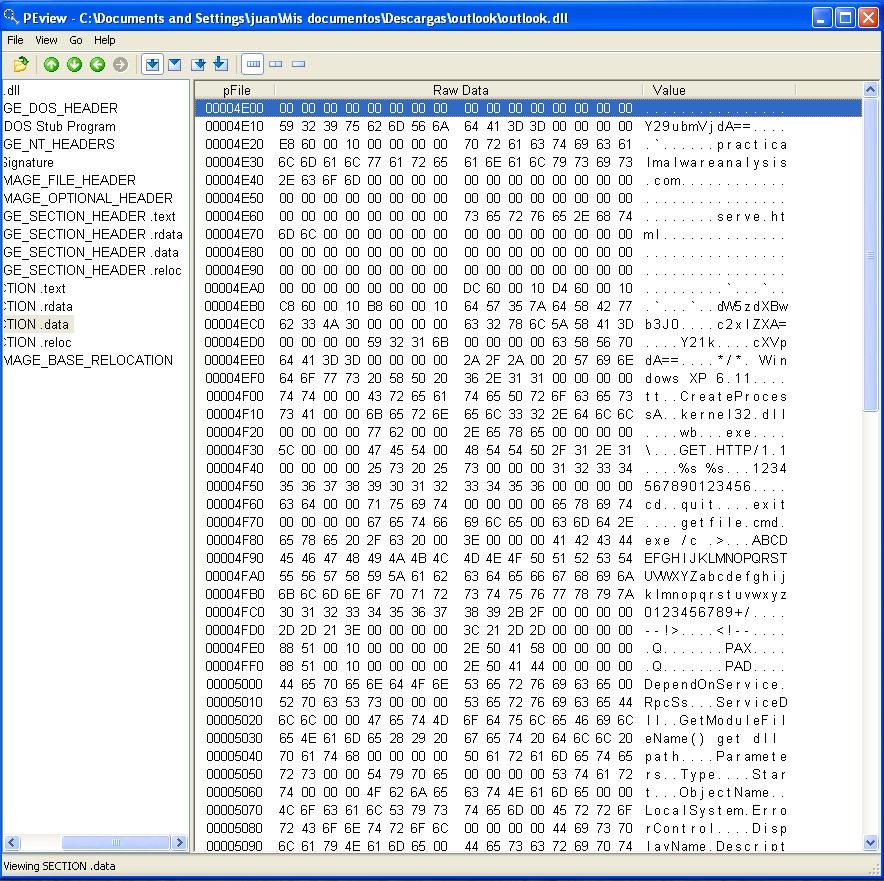 PEview - C:\Documents and Settings\juan\Mis documentos\Descargas\outlook\outlook.dll
File View Go Help
.dll
GE_DOS_HEADER
DOS Stub Program
GE_NT_HEADERS
Signature
MAGE_FILE_HEADER
MAGE_OPTIONAL_HEADER
GE_SECTION_HEADER .text
GE_SECTION_HEADER .rdata
GE_SECTION_HEADER .data
GE_SECTION_HEADER .reloc
CTION .text
CTION .rdata
CTION .data
CTION .reloc
MAGE_BASE_RELOCATION
pFile Raw Data Value
00004E00 00 00 00 00 00 00 00 00 00 00 00 00 00 00 00 00 ................
00004E10 59 32 39 75 62 6D 56 6A 64 41 3D 3D 00 00 00 00 Y29ubmVjdA==....
00004E20 E8 60 00 10 00 00 00 00 70 72 61 63 74 69 63 61 .`......practica
00004E30 6C 6D 61 6C 77 61 72 65 61 6E 61 6C 79 73 69 73 lmalwareanalysis
00004E40 2E 63 6F 6D 00 00 00 00 00 00 00 00 00 00 00 00 .com............
00004E50 00 00 00 00 00 00 00 00 00 00 00 00 00 00 00 00 ................
00004E60 00 00 00 00 00 00 00 00 73 65 72 76 65 2E 68 74 ........serve.ht
00004E70 6D 6C 00 00 00 00 00 00 00 00 00 00 00 00 00 00 ml..............
00004E80 00 00 00 00 00 00 00 00 00 00 00 00 00 00 00 00 ................
00004E90 00 00 00 00 00 00 00 00 00 00 00 00 00 00 00 00 ................
00004EA0 00 00 00 00 00 00 00 00 DC 60 00 10 D4 60 00 10 .........`...`..
00004EB0 C8 60 00 10 B8 60 00 10 64 57 35 7A 64 58 42 77 .`...`..dW5zdXBw
00004EC0 62 33 4A 30 00 00 00 00 63 32 78 6C 5A 58 41 3D b3J0....c2xlZXA=
00004ED0 00 00 00 00 59 32 31 6B 00 00 00 00 63 58 56 70 ....Y21k....cXVp
00004EE0 64 41 3D 3D 00 00 00 00 2A 2F 2A 00 20 57 69 6E dA==....*/*. Win
00004EF0 64 6F 77 73 20 58 50 20 36 2E 31 31 00 00 00 00 dows XP 6.11....
00004F00 74 74 00 00 43 72 65 61 74 65 50 72 6F 63 65 73 tt..CreateProces
00004F10 73 41 00 00 6B 65 72 6E 65 6C 33 32 2E 64 6C 6C sA..kernel32.dll
00004F20 00 00 00 00 77 62 00 00 2E 65 78 65 00 00 00 00 ....wb...exe....
00004F30 5C 00 00 00 47 45 54 00 48 54 54 50 2F 31 2E 31 \...GET.HTTP/1.1
00004F40 00 00 00 00 25 73 20 25 73 00 00 00 31 32 33 34 ....%s %s...1234
00004F50 35 36 37 38 39 30 31 32 33 34 35 36 00 00 00 00 567890123456....
00004F60 63 64 00 00 71 75 69 74 00 00 00 00 65 78 69 74 cd..quit....exit
00004F70 00 00 00 00 67 65 74 66 69 6C 65 00 63 6D 64 2E ....getfile.cmd.
00004F80 65 78 65 20 2F 63 20 00 3E 00 00 00 41 42 43 44 exe /c .>...ABCD
00004F90 45 46 47 48 49 4A 4B 4C 4D 4E 4F 50 51 52 53 54 EFGHIJKLMNOPQRST
00004FA0 55 56 57 58 59 5A 61 62 63 64 65 66 67 68 69 6A UVWXYZabcdefghij
00004FB0 6B 6C 6D 6E 6F 70 71 72 73 74 75 76 77 78 79 7A klmnopqrstuvwxyz
00004FC0 30 31 32 33 34 35 36 37 38 39 2B 2F 00 00 00 00 0123456789+/....
00004FD0 2D 2D 21 3E 00 00 00 00 3C 21 2D 2D 00 00 00 00 --!>....<!--....
00004FE0 88 51 00 10 00 00 00 00 2E 50 41 58 00 00 00 00 .Q.......PAX....
00004FF0 88 51 00 10 00 00 00 00 2E 50 41 44 00 00 00 00 .Q.......PAD....
00005000 44 65 70 65 6E 64 4F 6E 53 65 72 76 69 63 65 00 DependOnService.
00005010 52 70 63 53 73 00 00 00 53 65 72 76 69 63 65 44 RpcSs...ServiceD
00005020 6C 6C 00 00 47 65 74 4D 6F 64 75 6C 65 46 69 6C ll..GetModuleFil
00005030 65 4E 61 6D 65 28 29 20 67 65 74 20 64 6C 6C 20 eName() get dll
00005040 70 61 74 68 00 00 00 00 50 61 72 61 6D 65 74 65 path....Paramete
00005050 72 73 00 00 54 79 70 65 00 00 00 00 53 74 61 72 rs..Type....Star
00005060 74 00 00 00 4F 62 6A 65 63 74 4E 61 6D 65 00 00 t...ObjectName..
00005070 4C 6F 63 61 6C 53 79 73 74 65 6D 00 45 72 72 6F LocalSystem.Erro
00005080 72 43 6F 6E 74 72 6F 6C 00 00 00 00 44 69 73 70 rControl....Disp
00005090 6C 61 79 4E 61 6D 65 00 44 65 73 63 72 69 70 74 layName.Descript
Viewing SECTION .data